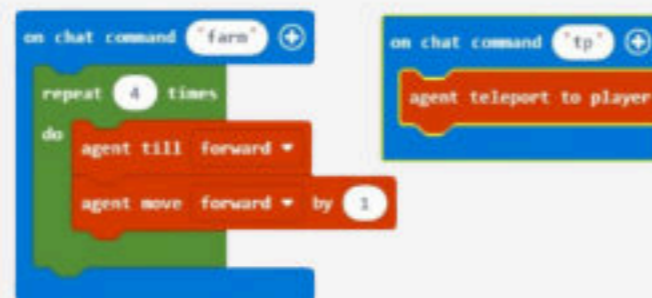 on chat command "farm"
repeat 4 times
do
agent till forward
agent move forward by 1
on chat command "tp"
agent teleport to player